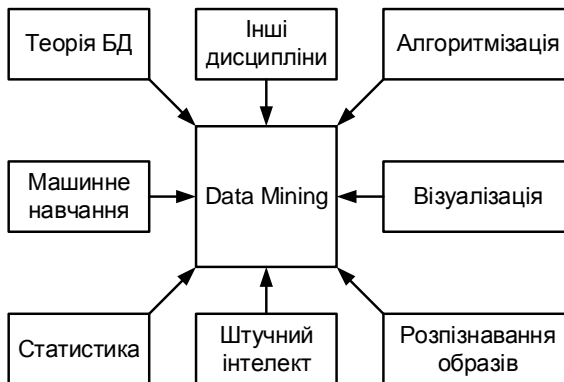 Теорія БД
Інші
дисципліни
Алгоритмізація
Машинне
навчання
Data Mining
Візуалізація
Статистика
Штучний
інтелект
Розпізнавання
образів